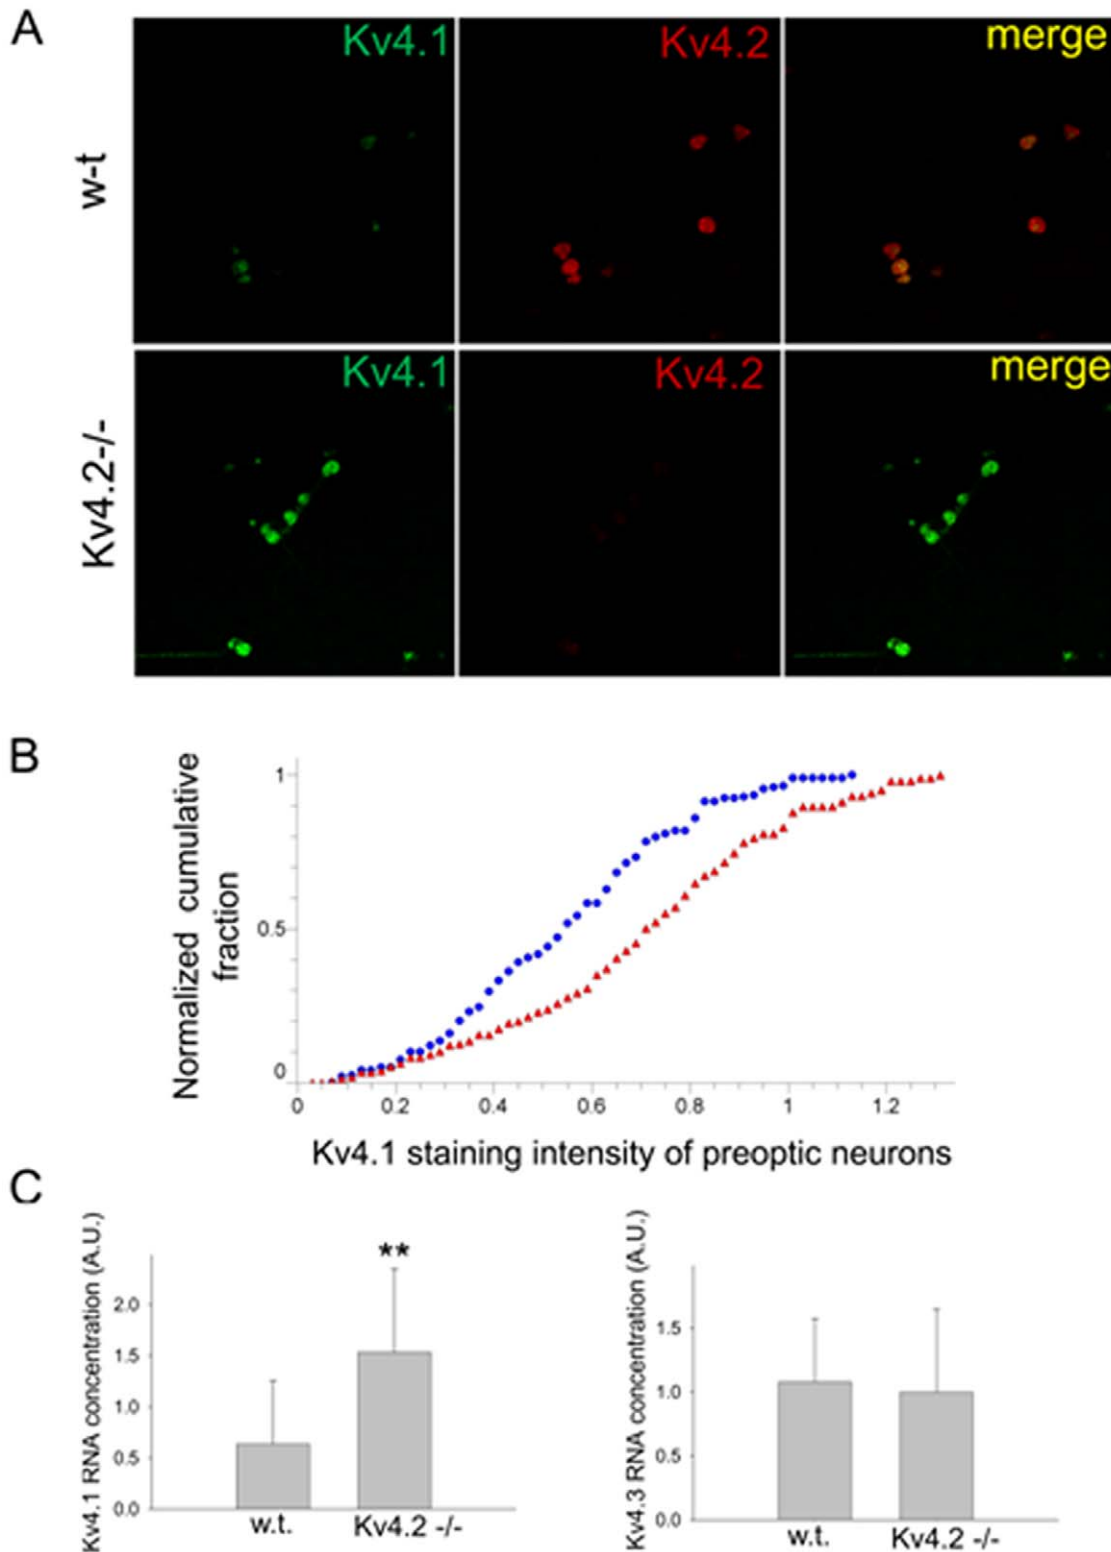 A
Kv4.1
Kv4.2
merge
w-t
Kv4.1
Kv4.2
merge
Kv4.2-/-
B
Normalized cumulative
fraction
1
0.5
0
0
0.2
0.4
0.6
0.8
1
1.2
Kv4.1 staining intensity of preoptic neurons
C
Kv4.1 RNA concentration (A.U.)
**
2.0
1.5
1.0
0.5
0.0
w.t.
Kv4.2 -/-
Kv4.3 RNA concentration (A.U.)
1.5
1.0
0.5
0.0
w.t.
Kv4.2 -/-